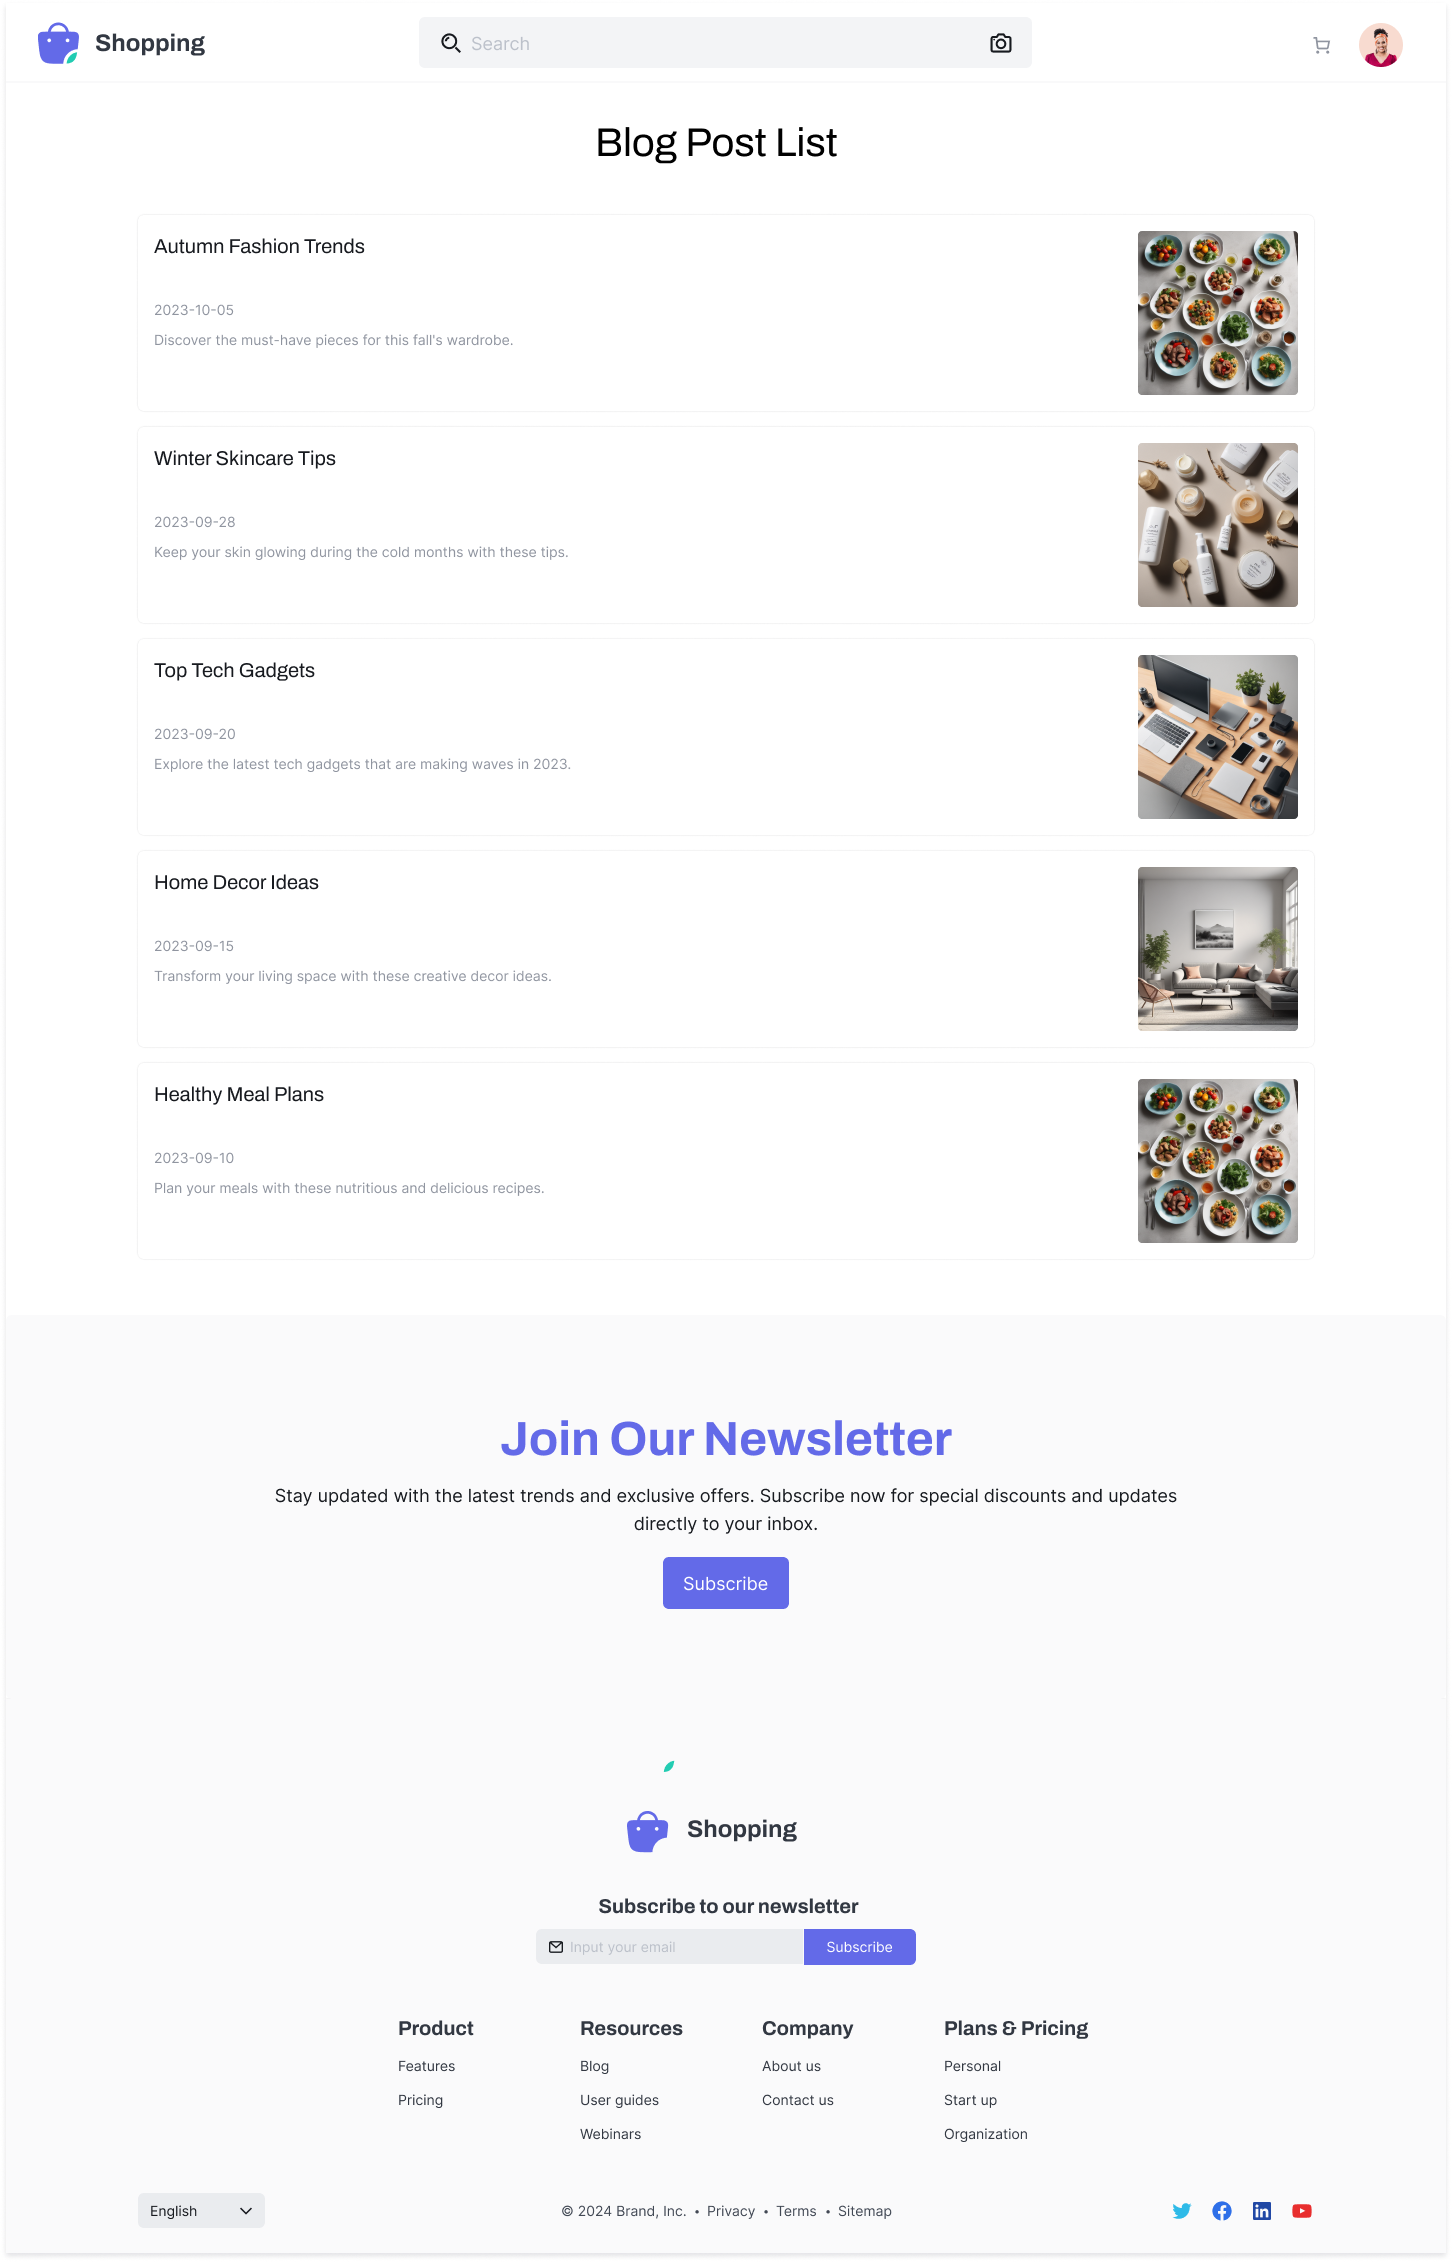 Shopping
Search
Blog Post List
Autumn Fashion Trends
2023-10-05
Discover the must-have pieces for this fall's wardrobe.
Winter Skincare Tips
2023-09-28
Keep your skin glowing during the cold months with these tips.
Top Tech Gadgets
2023-09-20
Explore the latest tech gadgets that are making waves in 2023.
Home Decor Ideas
2023-09-15
Transform your living space with these creative decor ideas.
Healthy Meal Plans
2023-09-10
Plan your meals with these nutritious and delicious recipes.
Join Our Newsletter
Stay updated with the latest trends and exclusive offers. Subscribe now for special discounts and updates
directly to your inbox.
Subscribe
Shopping
Subscribe to our newsletter
Input your email
Subscribe
Product
Features
Pricing
Resources
Blog
User guides
Webinars
Company
About us
Contact us
Plans & Pricing
Personal
Start up
Organization
English
© 2024 Brand, Inc. • Privacy • Terms • Sitemap